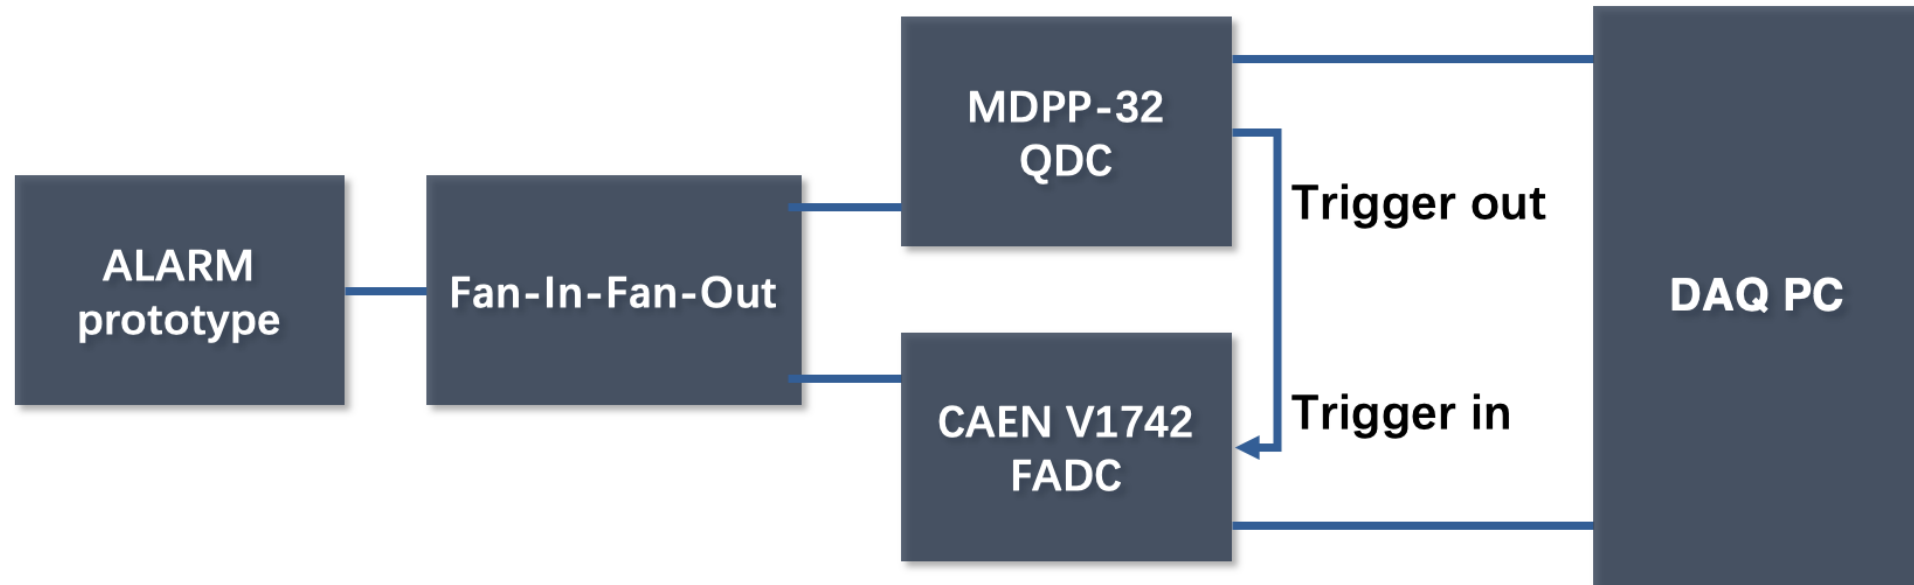 ALARM
prototype
Fan-In-Fan-Out
MDPP-32
QDC
CAEN V1742
FADC
Trigger out
Trigger in
DAQ PC